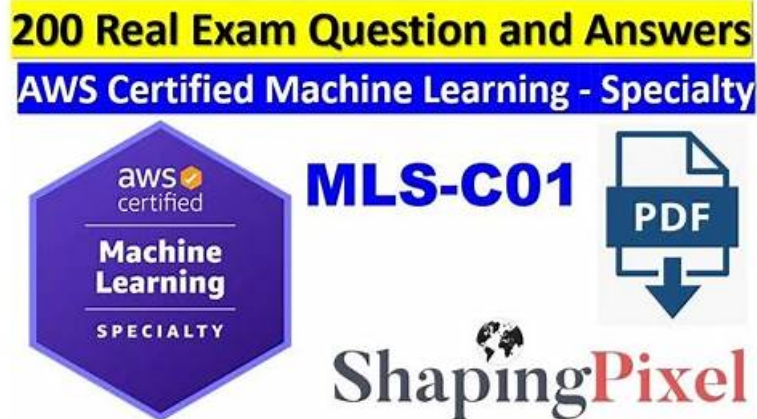 200 Real Exam Question and Answers
AWS Certified Machine Learning - Specialty
aws
certified
Machine
Learning
SPECIALTY
MLS-C01
PDF
ShapingPixel